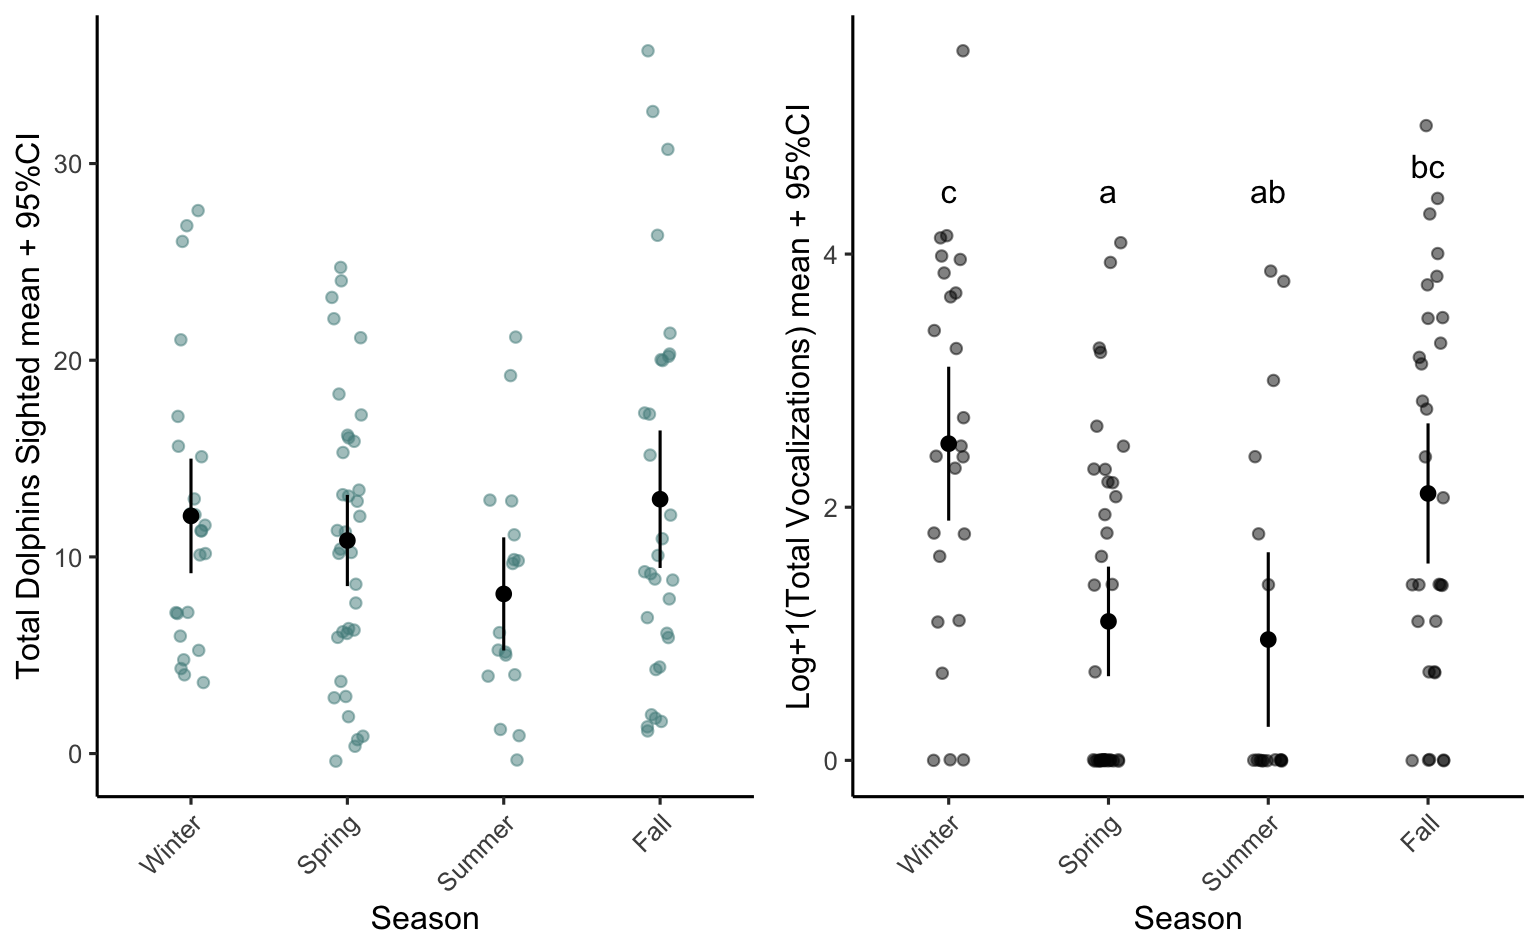 Total Dolphins Sighted mean + 95%CI
30
20
10
0
Winter
Spring
Summer
Fall
Season
Log+1(Total Vocalizations) mean + 95%CI
4
2
0
c
a
ab
bc
Winter
Spring
Summer
Fall
Season